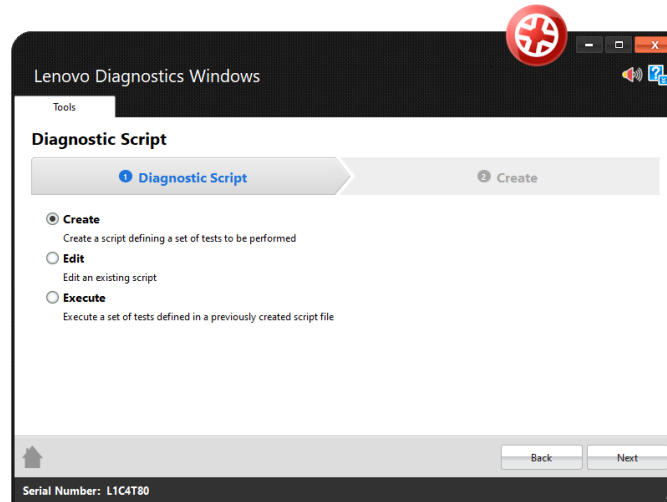 X
Lenovo Diagnostics Windows
?
Tools
Diagnostic Script
1 Diagnostic Script
2 Create
Create
Create a script defining a set of tests to be performed
Edit
Edit an existing script
Execute
Execute a set of tests defined in a previously created script file
Back Next
Serial Number: L1C4T80